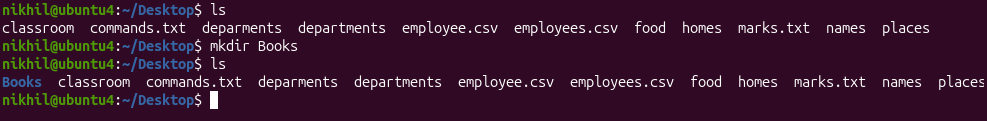 nikhil@ubuntu4:~/Desktop$ ls
classroom  commands.txt  deparments  departments  employee.csv  employees.csv  food  homes  marks.txt  names  places
nikhil@ubuntu4:~/Desktop$ mkdir Books
nikhil@ubuntu4:~/Desktop$ ls
Books  classroom  commands.txt  deparments  departments  employee.csv  employees.csv  food  homes  marks.txt  names  places
nikhil@ubuntu4:~/Desktop$